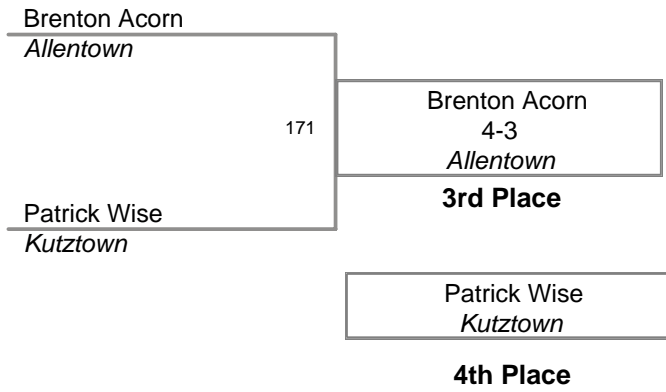 Brenton Acorn
Allentown
171
Brenton Acorn
4-3
Allentown
3rd Place
Patrick Wise
Kutztown
Patrick Wise
Kutztown
4th Place